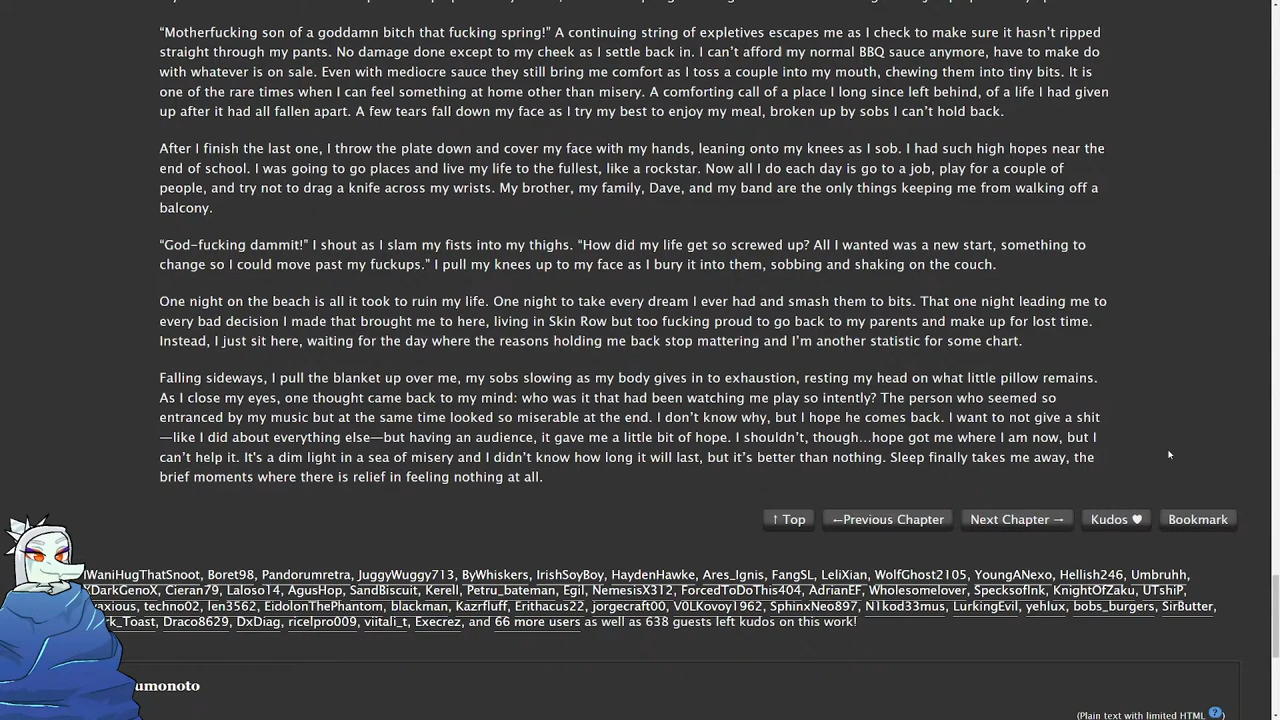 “Motherfucking son of a goddamn bitch that fucking spring!” A continuing string of expletives escapes me as I check to make sure it hasn’t ripped
straight through my pants. No damage done except to my cheek as I settle back in. I can’t afford my normal BBQ sauce anymore, have to make do
with whatever is on sale. Even with mediocre sauce they still bring me comfort as I toss a couple into my mouth, chewing them into tiny bits. It is
one of the rare times when I can feel something at home other than misery. A comforting call of a place I long since left behind, of a life I had given
up after it had all fallen apart. A few tears fall down my face as I try my best to enjoy my meal, broken up by sobs I can’t hold back.
After I finish the last one, I throw the plate down and cover my face with my hands, leaning onto my knees as I sob. I had such high hopes near the
end of school. I was going to go places and live my life to the fullest, like a rockstar. Now all I do each day is go to a job, play for a couple of
people, and try not to drag a knife across my wrists. My brother, my family, Dave, and my band are the only things keeping me from walking off a
balcony.
“God-fucking dammit!” I shout as I slam my fists into my thighs. “How did my life get so screwed up? All I wanted was a new start, something to
change so I could move past my fuckups.” I pull my knees up to my face as I bury it into them, sobbing and shaking on the couch.
One night on the beach is all it took to ruin my life. One night to take every dream I ever had and smash them to bits. That one night leading me to
every bad decision I made that brought me to here, living in Skin Row but too fucking proud to go back to my parents and make up for lost time.
Instead, I just sit here, waiting for the day where the reasons holding me back stop mattering and I’m another statistic for some chart.
Falling sideways, I pull the blanket up over me, my sobs slowing as my body gives in to exhaustion, resting my head on what little pillow remains.
As I close my eyes, one thought came back to my mind: who was it that had been watching me play so intently? The person who seemed so
entranced by my music but at the same time looked so miserable at the end. I don’t know why, but I hope he comes back. I want to not give a shit
—like I did about everything else—but having an audience, it gave me a little bit of hope. I shouldn’t, though…hope got me where I am now, but I
can’t help it. It's a dim light in a sea of misery and I didn’t know how long it will last, but it’s better than nothing. Sleep finally takes me away, the
brief moments where there is relief in feeling nothing at all.
↑ Top ←Previous Chapter Next Chapter → Kudos ♥ Bookmark
IWaniHugThatSnoot, Boret98, Pandorumretra, JuggyWuggy713, ByWhiskers, IrishSoyBoy, HaydenHawke, Ares_Ignis, FangSL, LeliXian, WolfGhost2105, YoungANexo, Hellish246, Umbruhh,
XDarkGenoX, Cieran79, Laloso14, AgusHop, SandBiscuit, Kerell, Petru_bateman, Egil, NemesisX312, ForcedToDoThis404, AdrianEF, Wholesomelover, SpecksofInk, KnightOfZaku, UTshiP,
techno02, len3562, EidolonThePhantom, blackman, Kazrfluff, Erithacus22, jorgecraft00, V0LKovoy1962, SphinxNeo897, N1kod33mus, LurkingEvil, yehlux, bobs_burgers, SirButter,
Draco8629, DxDiag, ricelpro009, viitali_t, Execrez, and 66 more users as well as 638 guests left kudos on this work!
(Plain text with limited HTML ?)